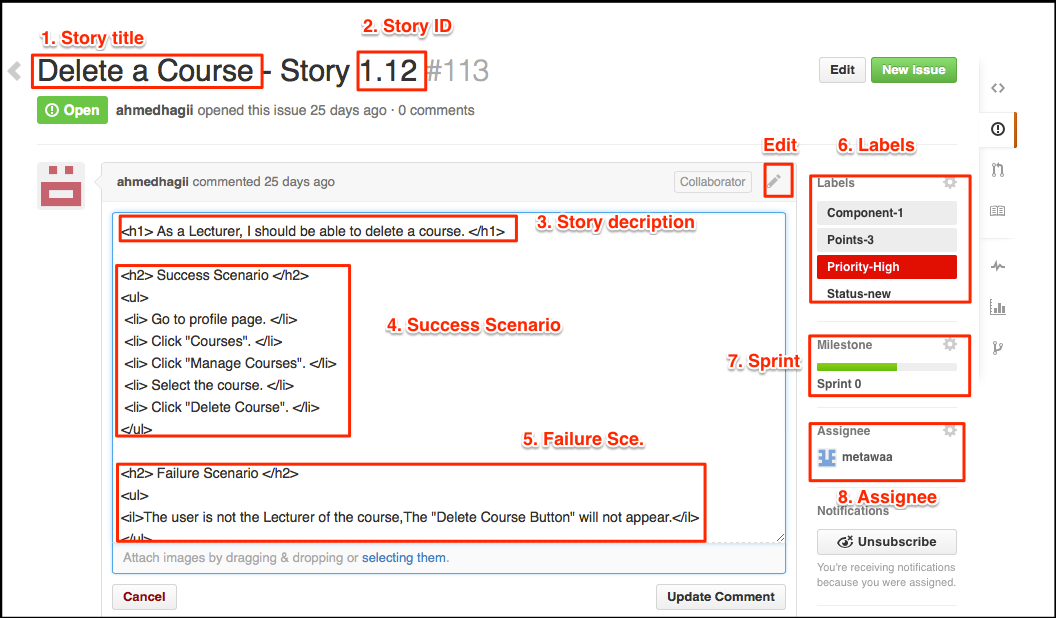 1. Story title
2. Story ID
Delete a Course - Story 1.12 #113
Edit
New Issue
Open
ahmedhagii opened this issue 25 days ago · 0 comments
Edit
6. Labels
ahmedhagii commented 25 days ago
Collaborator
<h1> As a Lecturer, I should be able to delete a course. </h1>
3. Story decription
<h2> Success Scenario </h2>
<ul>
<li> Go to profile page. </li>
<li> Click "Courses". </li>
<li> Click "Manage Courses". </li>
<li> Select the course. </li>
<li> Click "Delete Course". </li>
</ul>
4. Success Scenario
5. Failure Sce.
<h2> Failure Scenario </h2>
<ul>
<il>The user is not the Lecturer of the course,The "Delete Course Button" will not appear.</il>
</ul>
Attach images by dragging & dropping or selecting them.
Cancel
Update Comment
Labels
Component-1
Points-3
Priority-High
Status-new
7. Sprint
Milestone
Sprint 0
Assignee
metawaa
8. Assignee
Notifications
Unsubscribe
You're receiving notifications
because you were assigned.